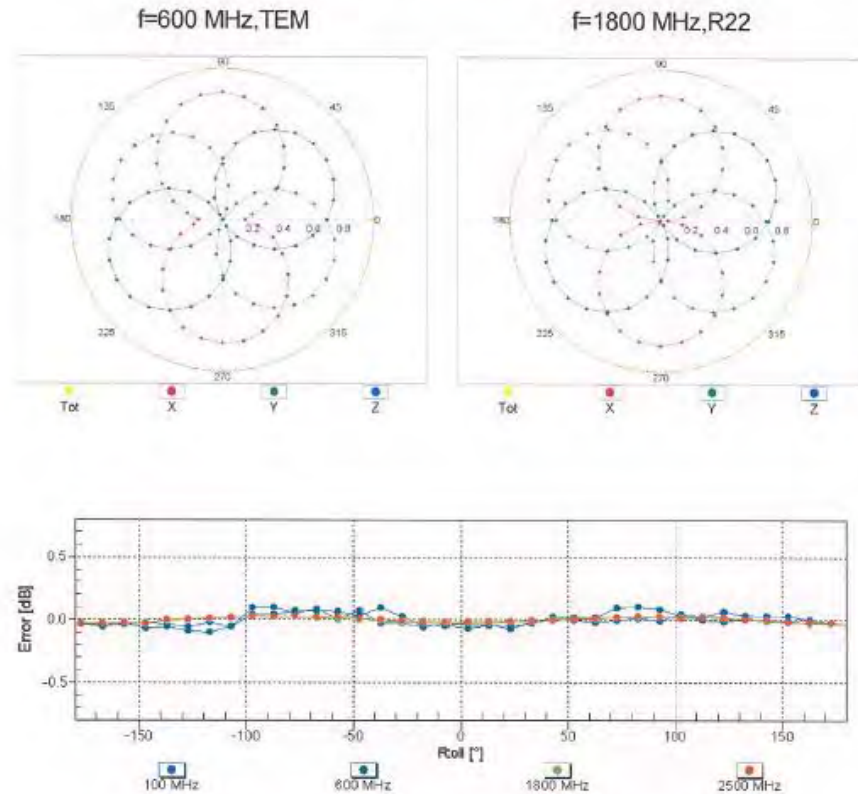 f=600 MHz,TEM
f=1800 MHz,R22
90
135
45
180
0
0.2 0.4 0.6 0.8
225
315
270
Tot X Y Z
90
135
45
180
0
0.2 0.4 0.6 0.8
225
315
270
Tot X Y Z
0.5
0.0
-0.5
Error [dB]
-150 -100 -50 0 50 100 150
Roll [°]
100 MHz 600 MHz 1800 MHz 2500 MHz